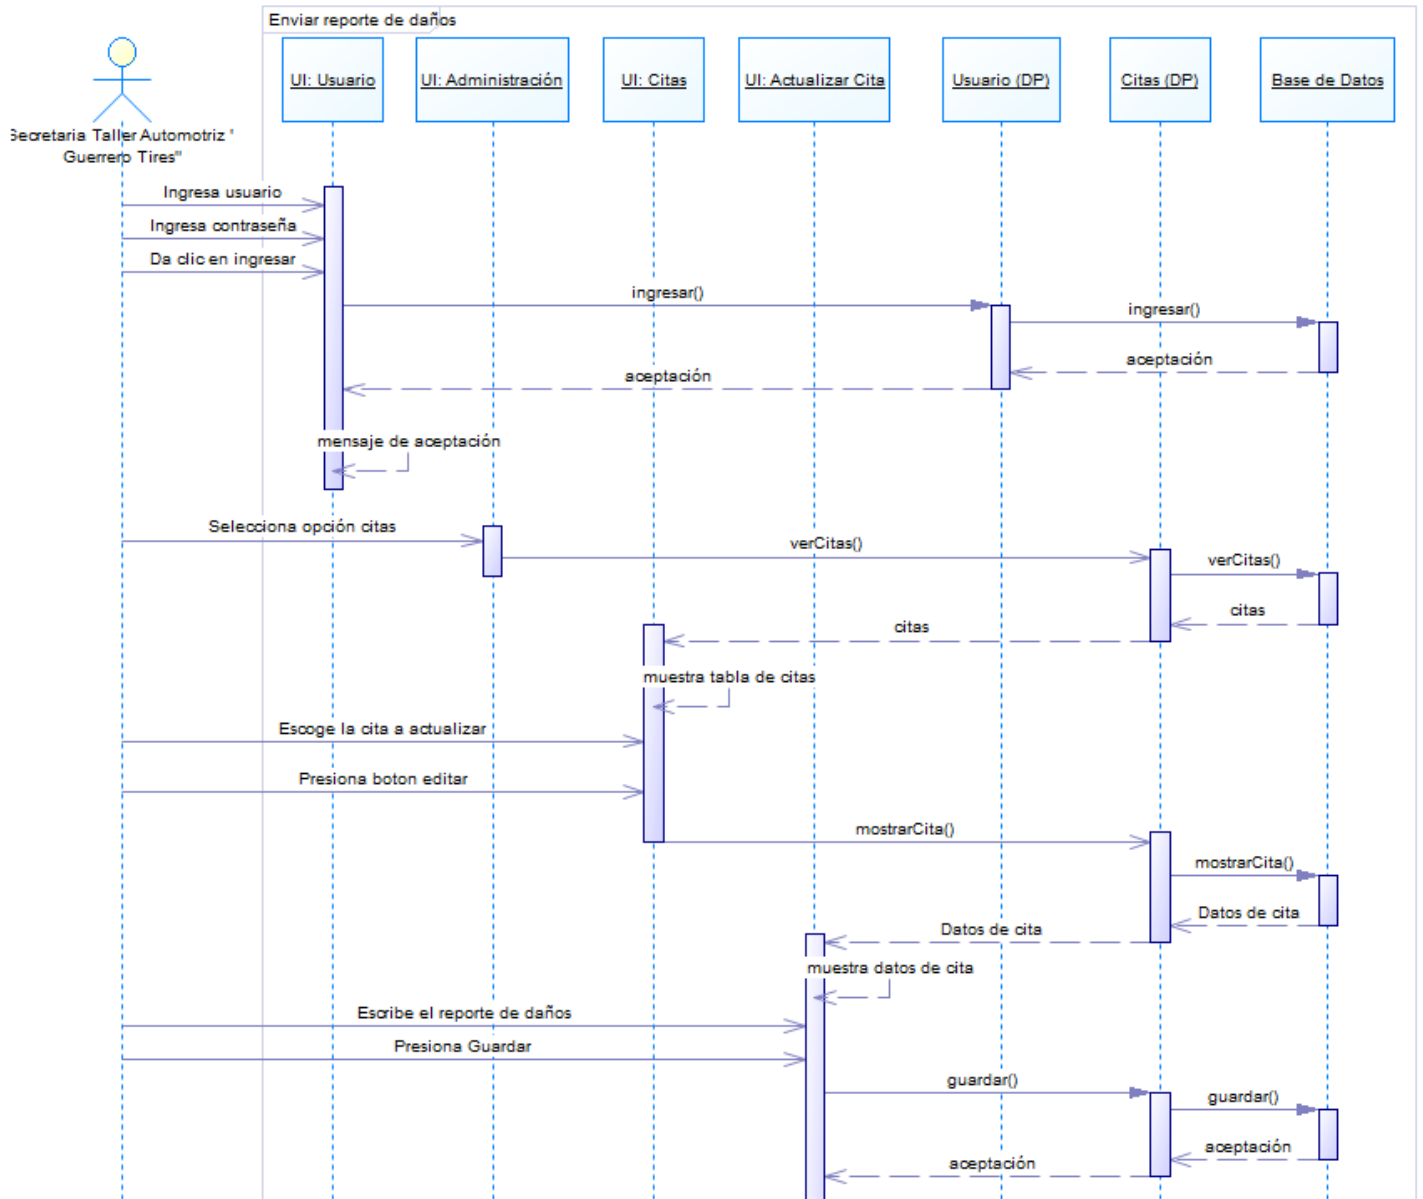 Enviar reporte de daños
UI: Usuario
UI: Administración
UI: Citas
UI: Actualizar Cita
Usuario (DP)
Citas (DP)
Base de Datos
Secretaria Taller Automotriz "
Guerrero Tires"
Ingresa usuario
Ingresa contraseña
Da clic en ingresar
ingresar()
ingresar()
aceptación
aceptación
mensaje de aceptación
Selecciona opción citas
verCitas()
verCitas()
citas
citas
muestra tabla de citas
Escoge la cita a actualizar
Presiona boton editar
mostrarCita()
mostrarCita()
Datos de cita
Datos de cita
muestra datos de cita
Escribe el reporte de daños
Presiona Guardar
guardar()
guardar()
aceptación
aceptación